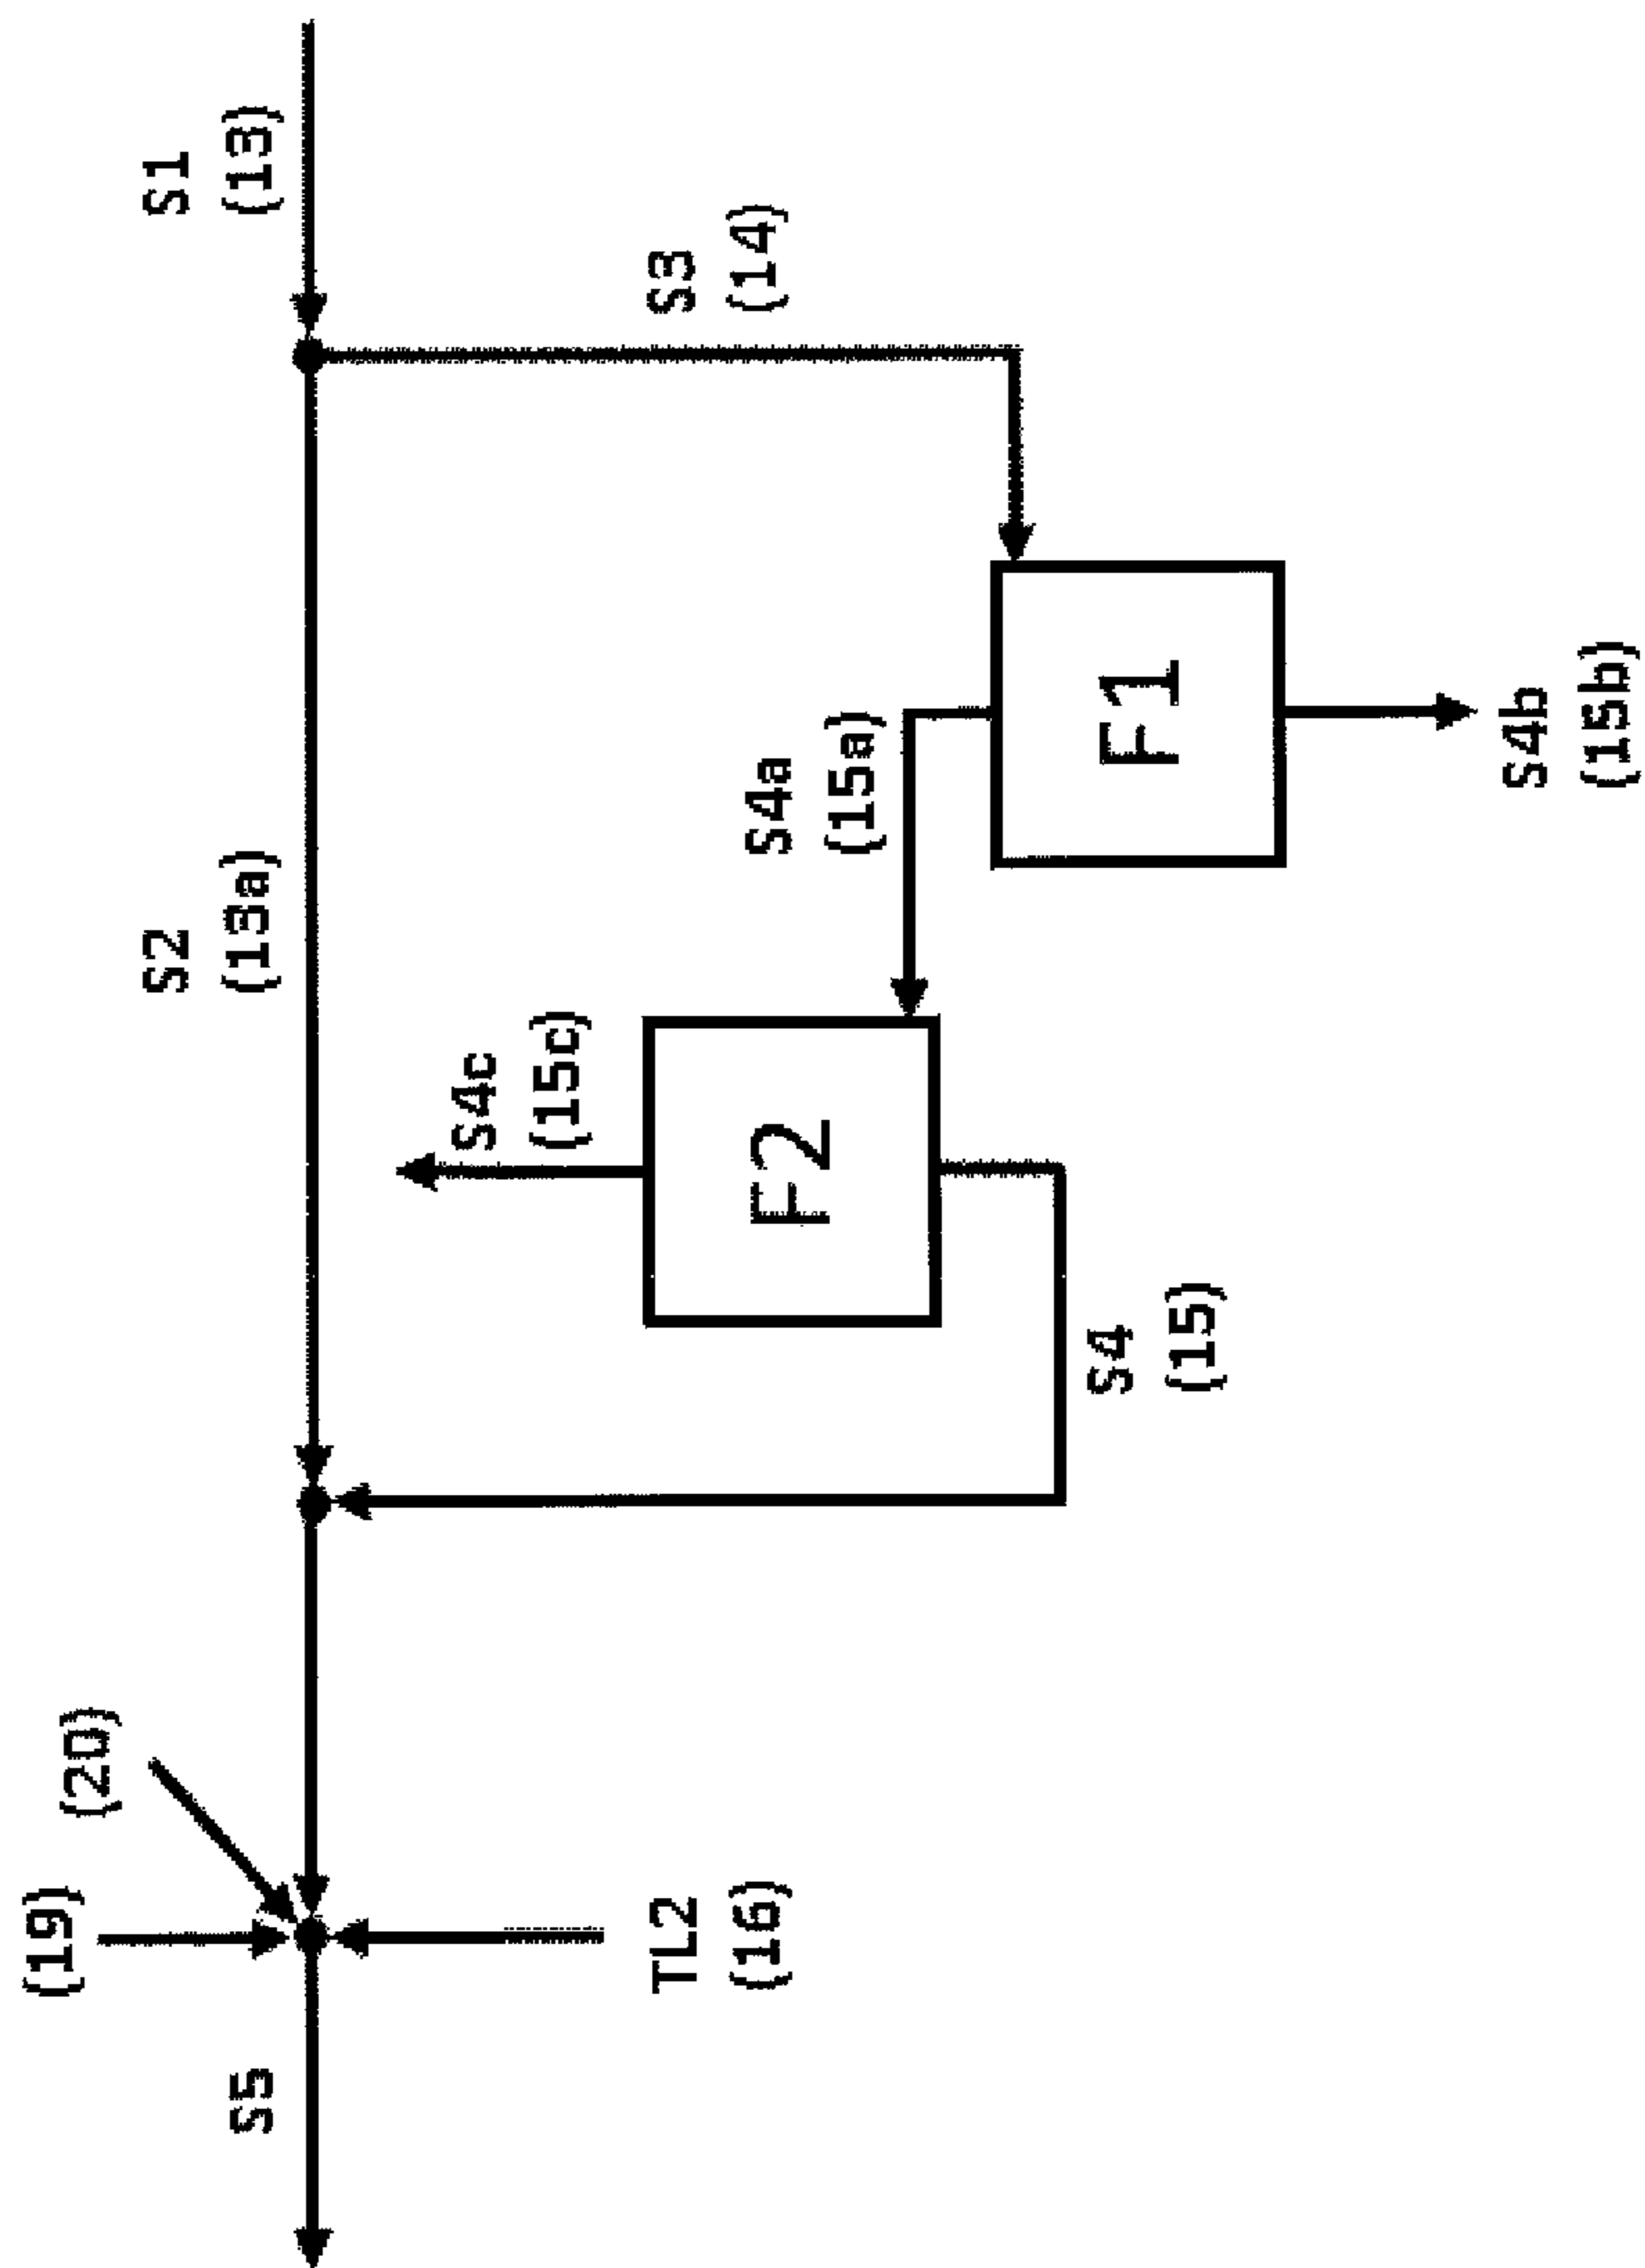 S1
(13)
S3
(14)
S2
(13a)
S4a
(15a)
F1
S4b
(15b)
S4c
(15c)
F2
S4
(15)
(20)
(19)
TL2
(16)
S5